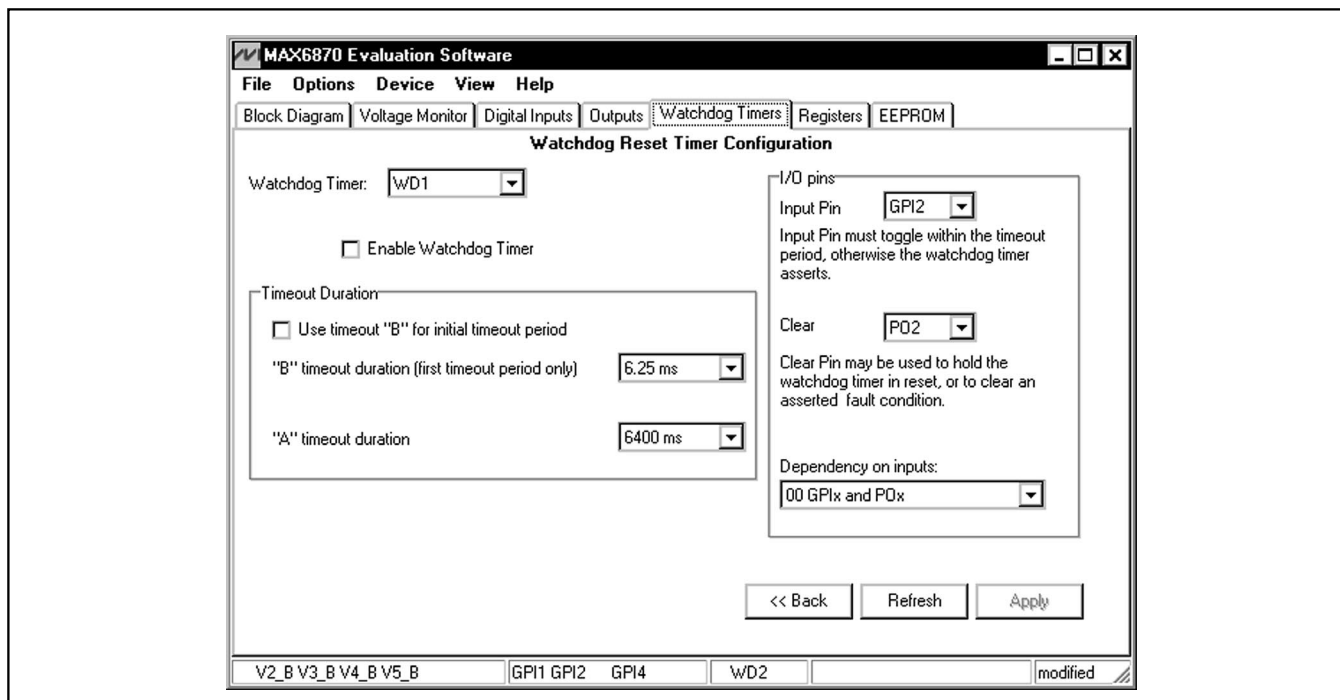 MAX6870 Evaluation Software
File Options Device View Help
Block Diagram Voltage Monitor Digital Inputs Outputs Watchdog Timers Registers EEPROM
Watchdog Reset Timer Configuration
Watchdog Timer: WD1
Enable Watchdog Timer
Timeout Duration
Use timeout "B" for initial timeout period
"B" timeout duration (first timeout period only) 6.25 ms
"A" timeout duration 6400 ms
I/O pins
Input Pin GPI2
Input Pin must toggle within the timeout
period, otherwise the watchdog timer
asserts.
Clear PO2
Clear Pin may be used to hold the
watchdog timer in reset, or to clear an
asserted fault condition.
Dependency on inputs:
00 GPIx and POx
<< Back Refresh Apply
V2_B V3_B V4_B V5_B GPI1 GPI2 GPI4 WD2 modified